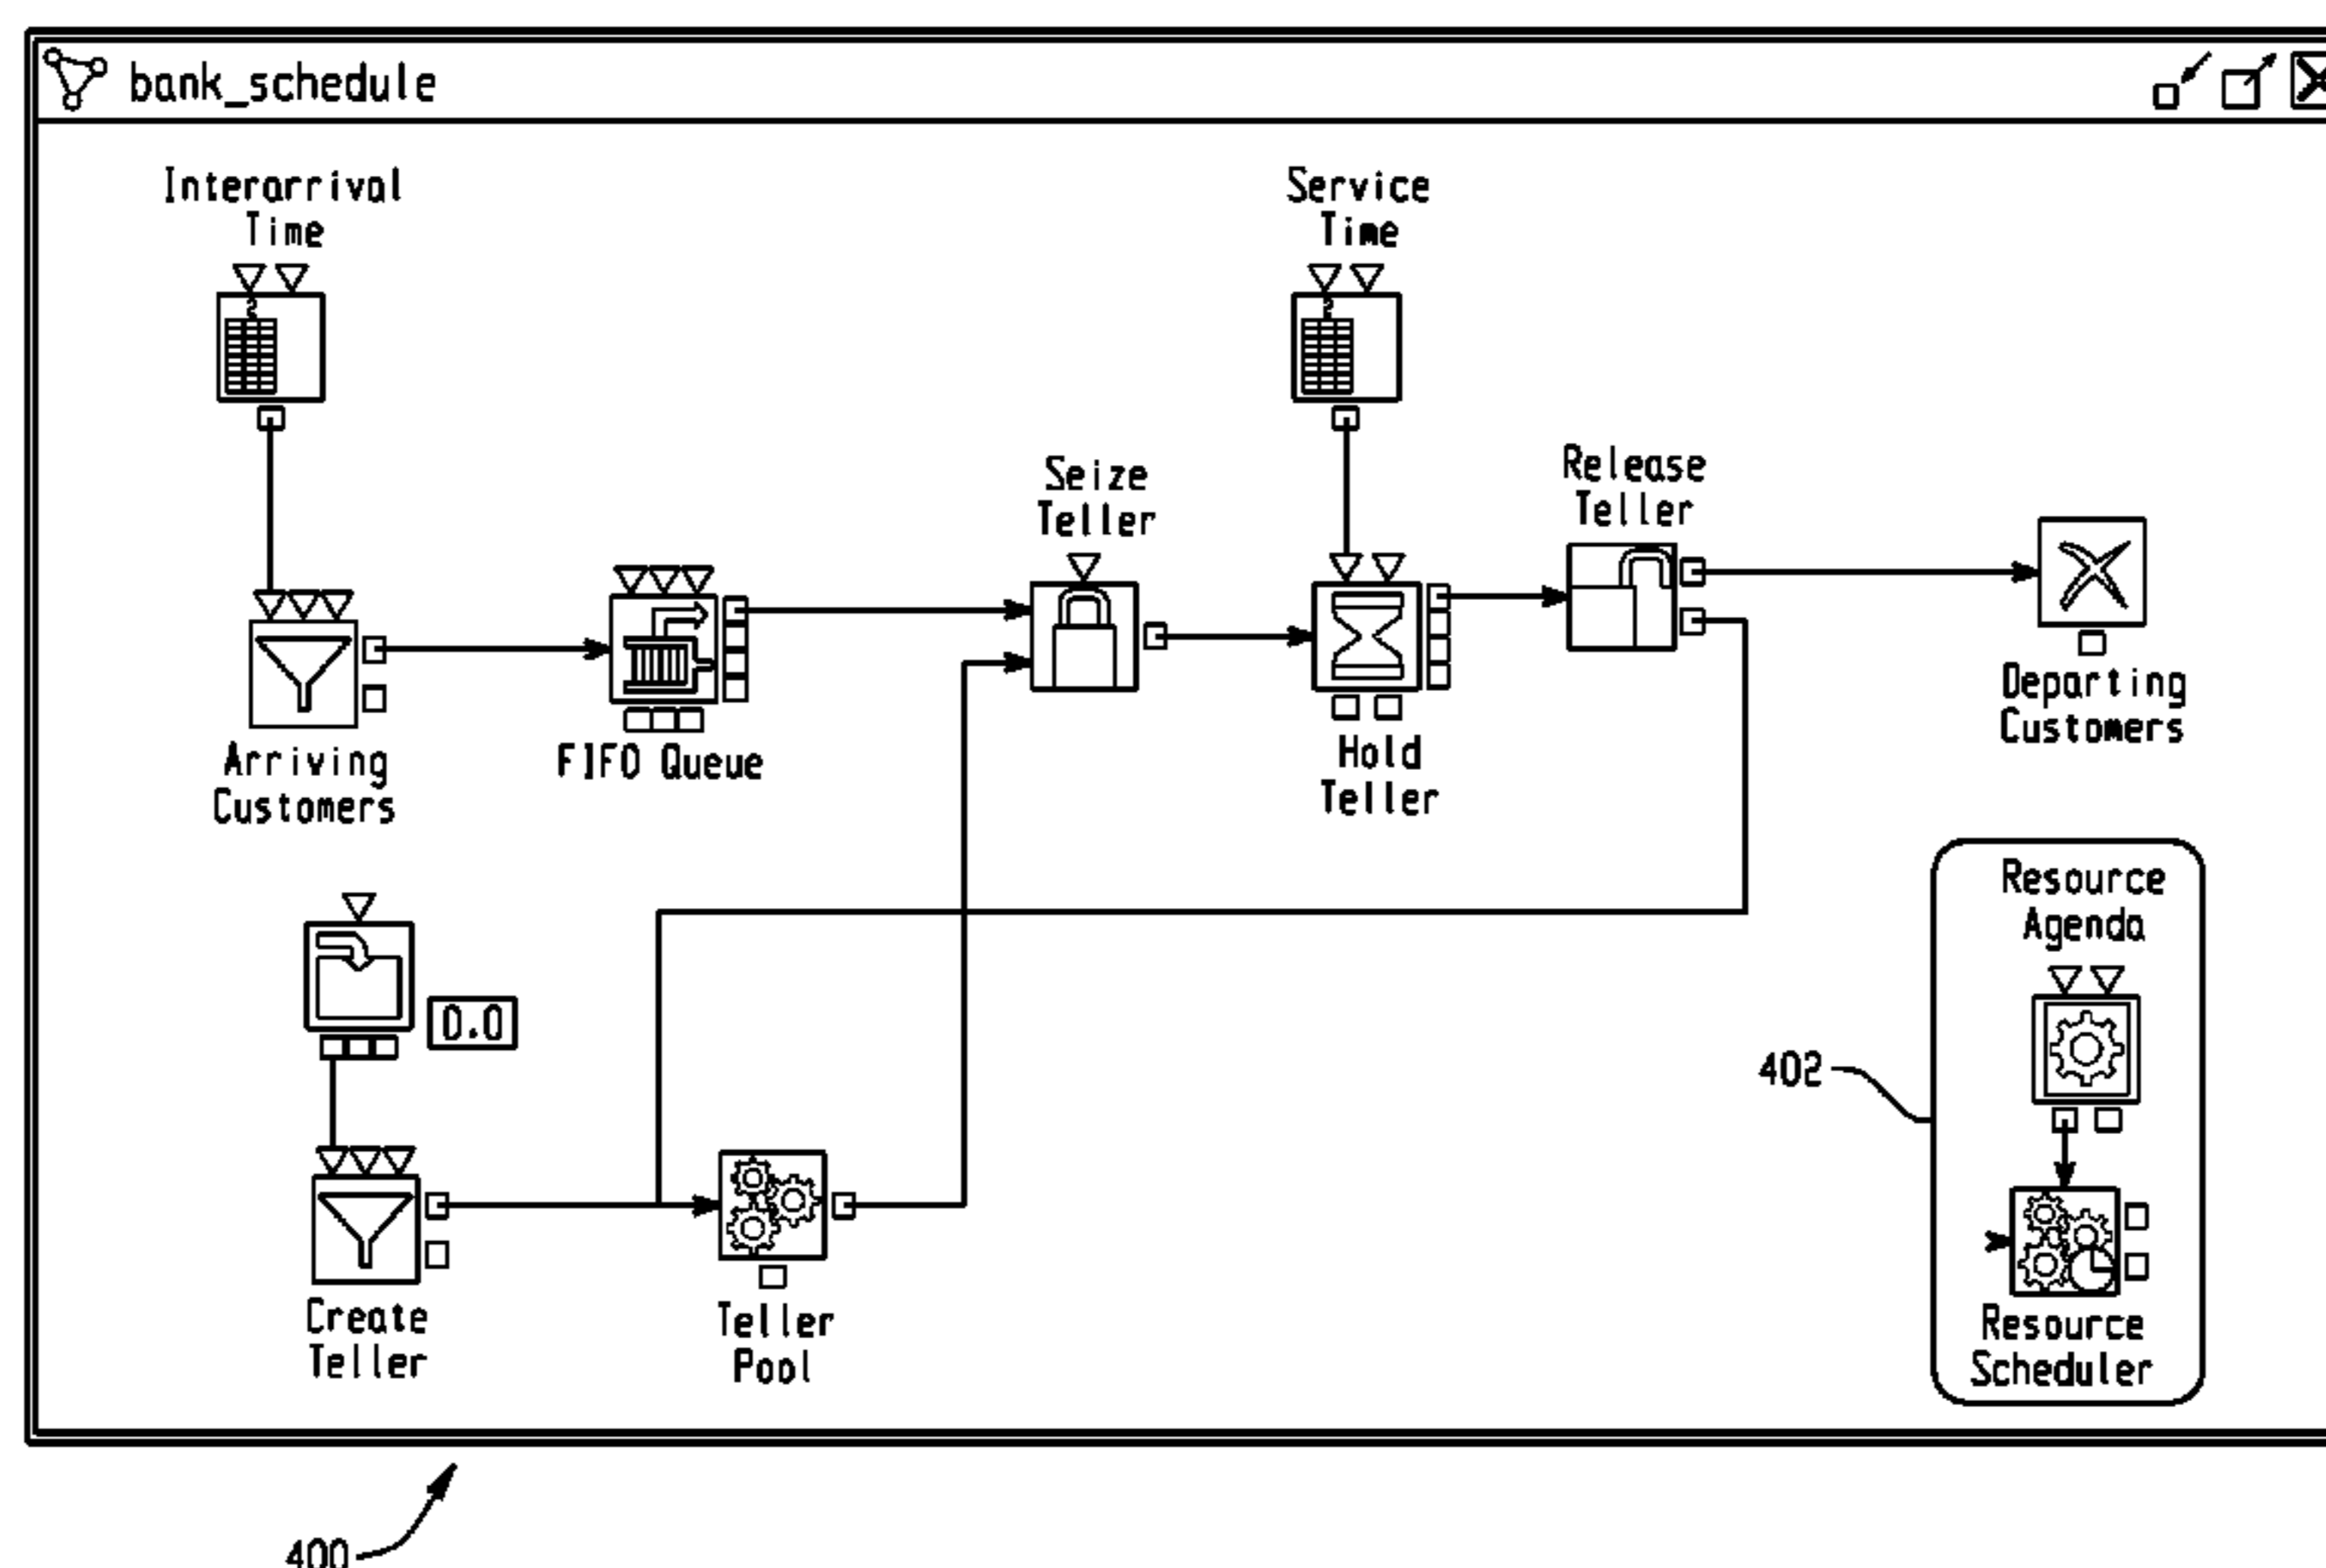 bank_schedule
Interarrival
Time
Service
Time
Seize
Teller
Release
Teller
Arriving
Customers
FIFO Queue
Hold
Teller
Departing
Customers
0.0
Create
Teller
Teller
Pool
Resource
Agenda
402
Resource
Scheduler
400